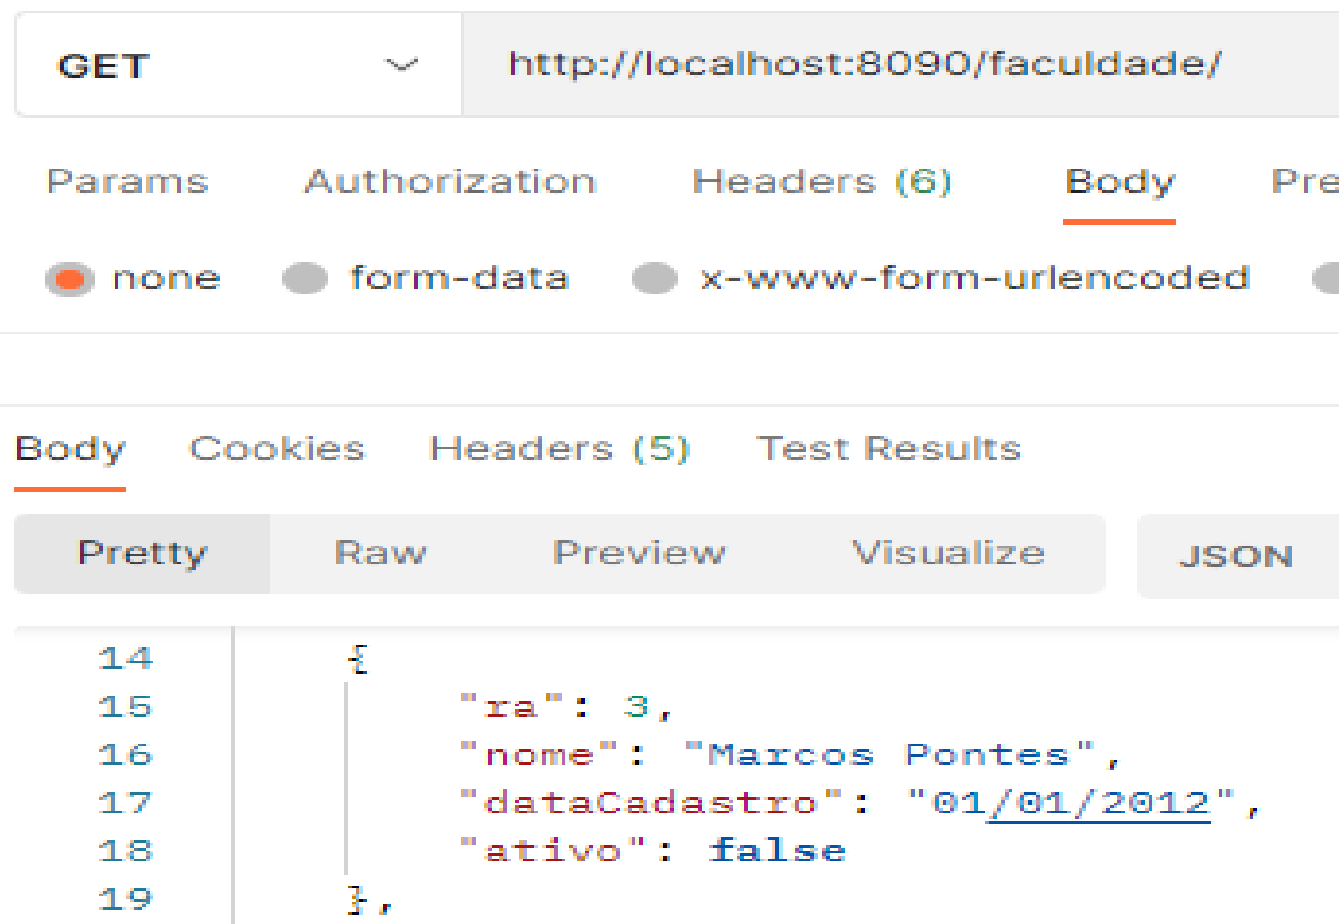 GET http://localhost:8090/faculdade/
Params Authorization Headers (6) Body Pre
none form-data x-www-form-urlencoded
Body Cookies Headers (5) Test Results
Pretty Raw Preview Visualize JSON
14 {
15 "ra": 3,
16 "nome": "Marcos Pontes",
17 "dataCadastro": "01/01/2012",
18 "ativo": false
19 },